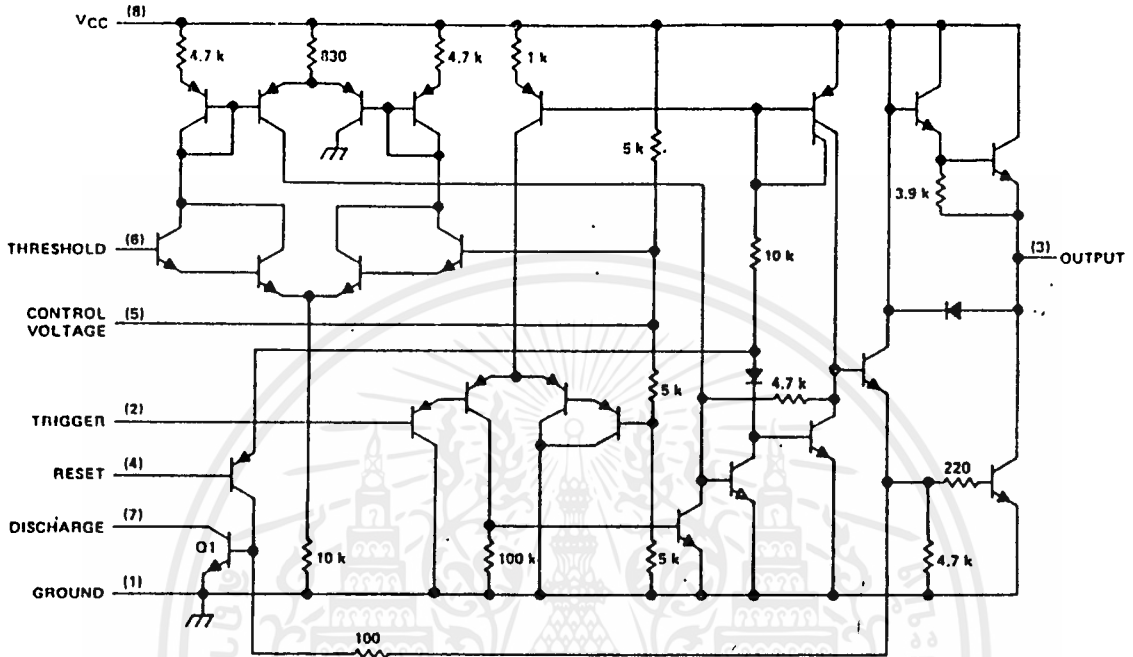 VCC (8)
4.7 k
830
4.7 k
1 k
5 k
3.9 k
THRESHOLD (6)
10 k
(3) OUTPUT
CONTROL
VOLTAGE (5)
5 k
4.7 k
TRIGGER (2)
RESET (4)
220
DISCHARGE (7)
Q1
10 k
100 k
5 k
4.7 k
GROUND (1)
100